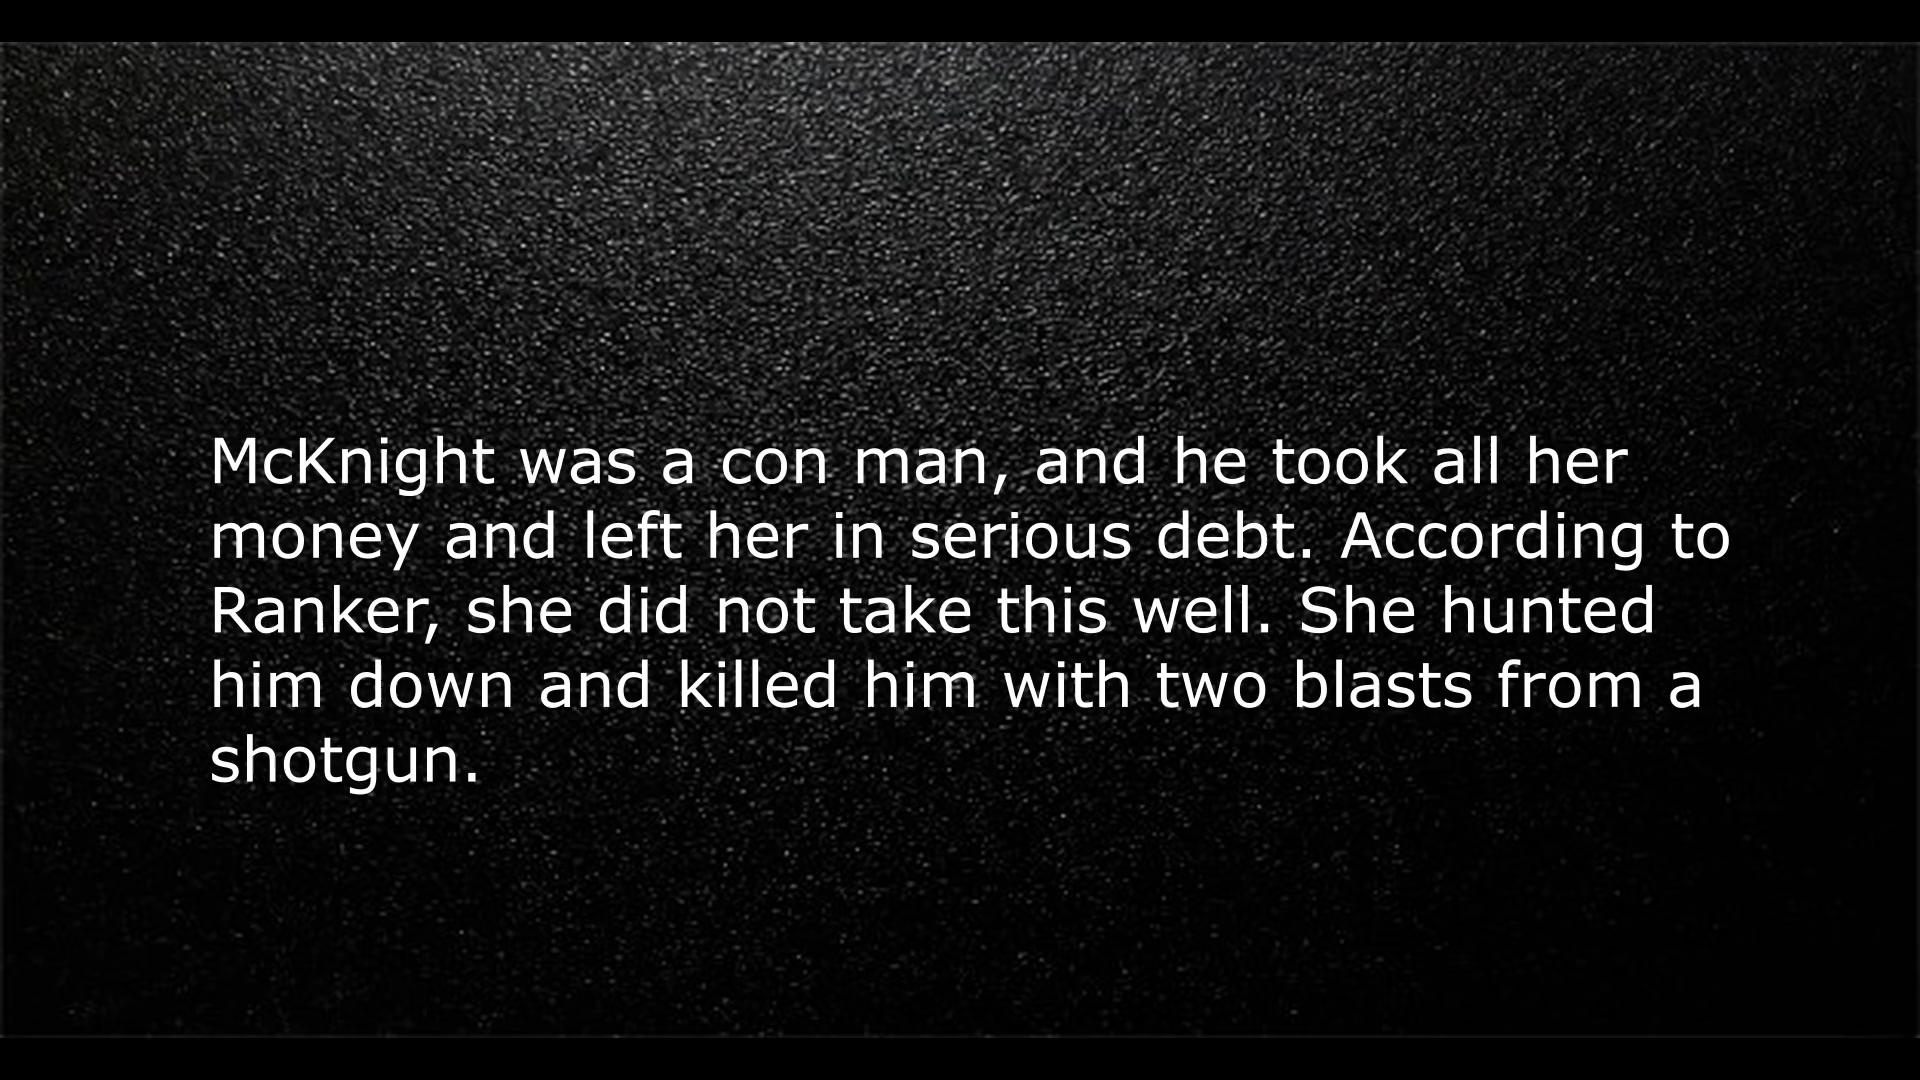 McKnight was a con man, and he took all her
money and left her in serious debt. According to
Ranker, she did not take this well. She hunted
him down and killed him with two blasts from a
shotgun.